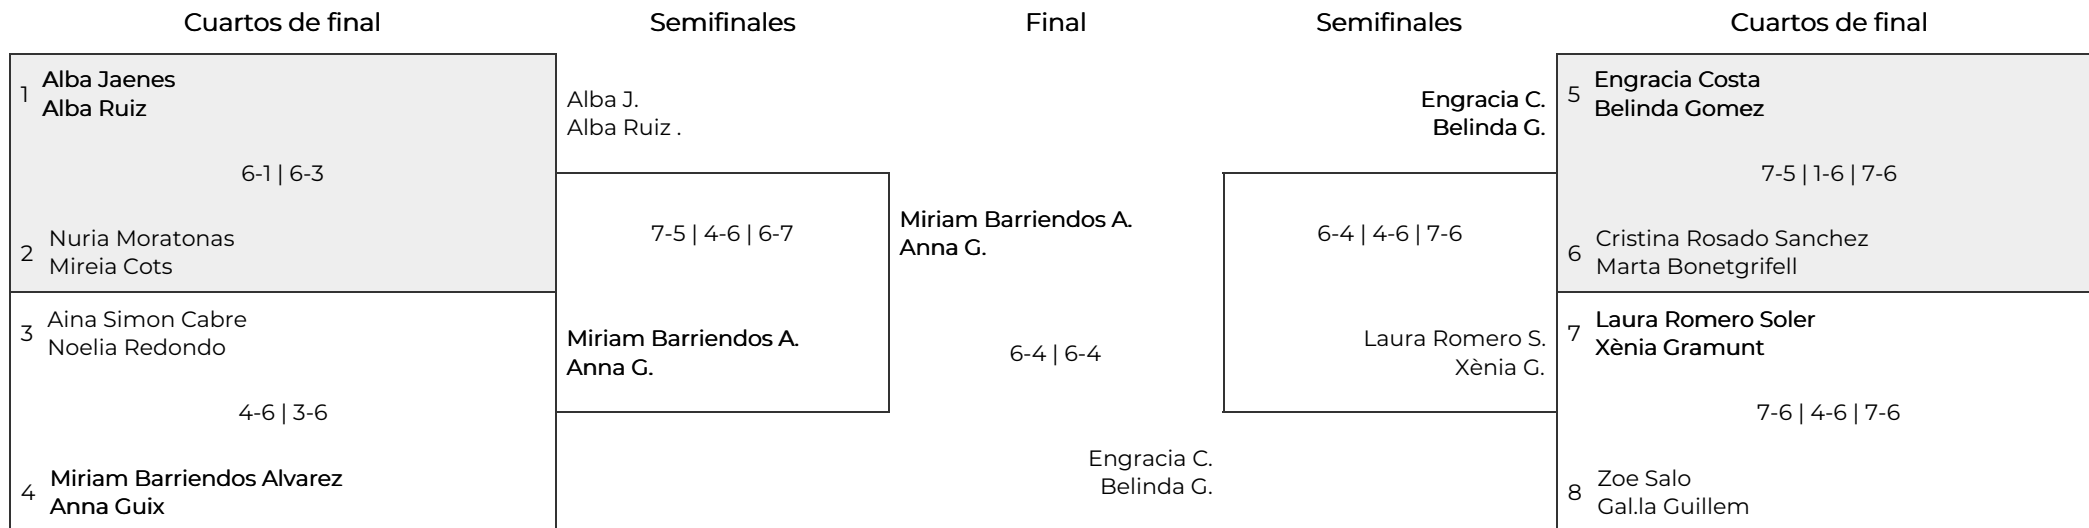 Cuartos de final
Semifinales
Final
Semifinales
Cuartos de final
1
Alba Jaenes
Alba Ruiz
6-1 | 6-3
2
Nuria Moratonas
Mireia Cots
3
Aina Simon Cabre
Noelia Redondo
4-6 | 3-6
4
Miriam Barriendos Alvarez
Anna Guix
Alba J.
Alba Ruiz .
7-5 | 4-6 | 6-7
Miriam Barriendos A.
Anna G.
Miriam Barriendos A.
Anna G.
6-4 | 6-4
Engracia C.
Belinda G.
Engracia C.
Belinda G.
6-4 | 4-6 | 7-6
Laura Romero S.
Xènia G.
5
Engracia Costa
Belinda Gomez
7-5 | 1-6 | 7-6
6
Cristina Rosado Sanchez
Marta Bonetgrifell
7
Laura Romero Soler
Xènia Gramunt
7-6 | 4-6 | 7-6
8
Zoe Salo
Gal.la Guillem